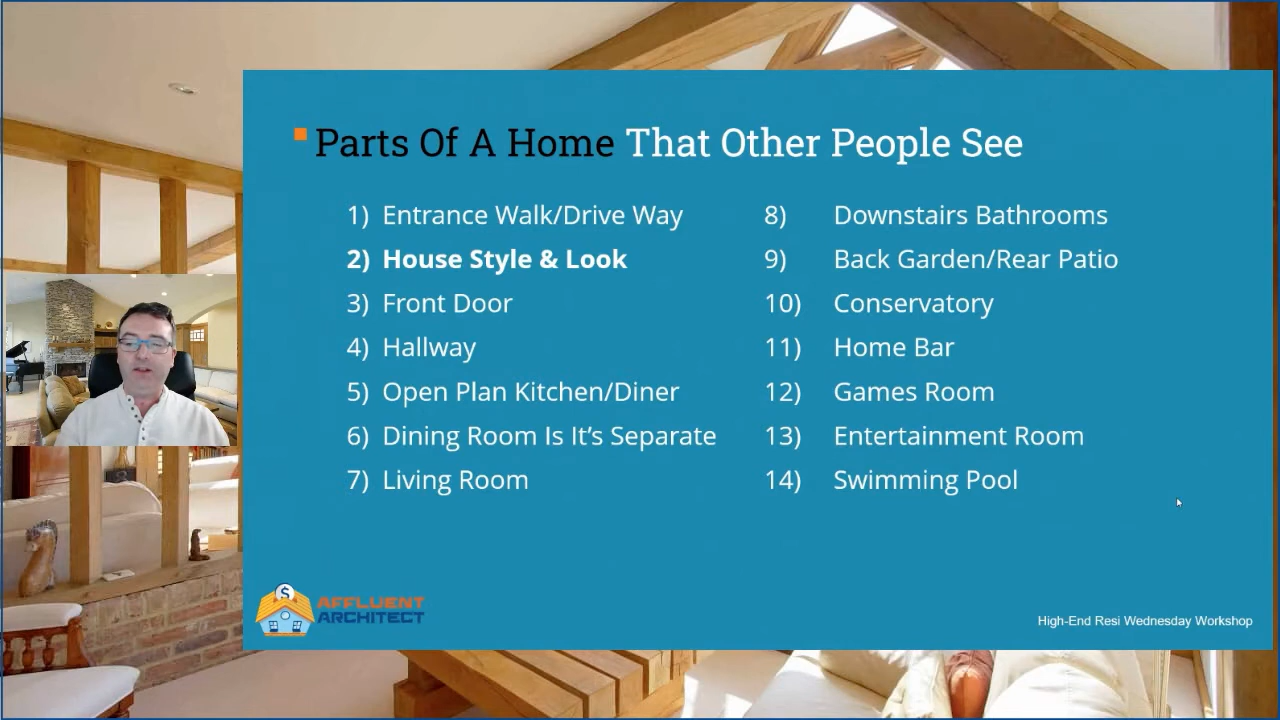 Parts Of A Home That Other People See
1) Entrance Walk/Drive Way
2) House Style & Look
3) Front Door
4) Hallway
5) Open Plan Kitchen/Diner
6) Dining Room Is It’s Separate
7) Living Room
8) Downstairs Bathrooms
9) Back Garden/Rear Patio
10) Conservatory
11) Home Bar
12) Games Room
13) Entertainment Room
14) Swimming Pool
$
AFFLUENT
ARCHITECT
High-End Resi Wednesday Workshop